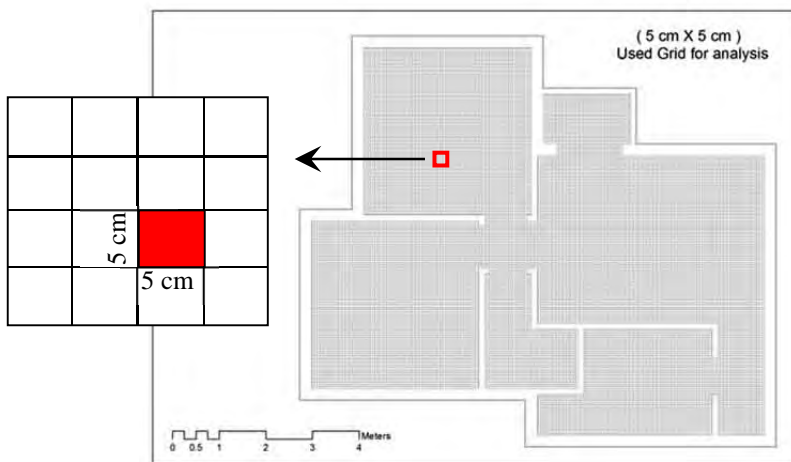 ( 5 cm X 5 cm )
Used Grid for analysis
5 cm
5 cm
Meters
0 0.5 1 2 3 4